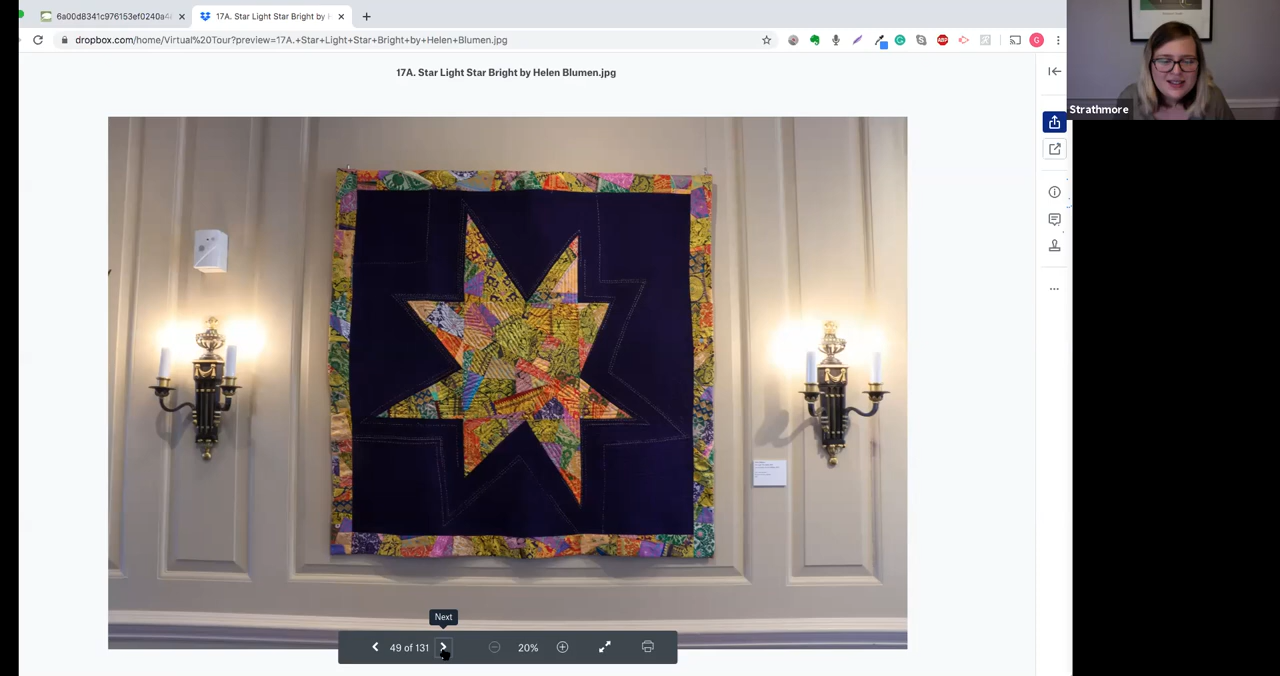 6a00d8341c976153ef0240a4
17A. Star Light Star Bright by H
dropbox.com/home/Virtual%20Tour?preview=17A.+Star+Light+Star+Bright+by+Helen+Blumen.jpg
ABP
G
17A. Star Light Star Bright by Helen Blumen.jpg
Strathmore
Next
49 of 131
20%